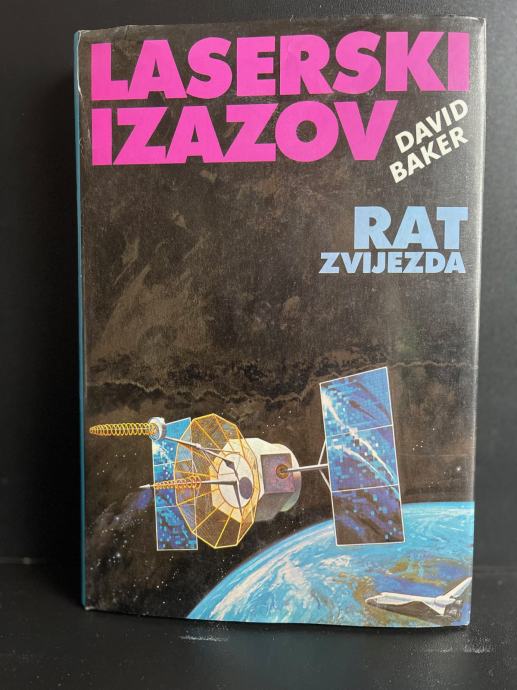 LASERSKI
IZAZOV
DAVID
BAKER
RAT
ZVIJEZDA